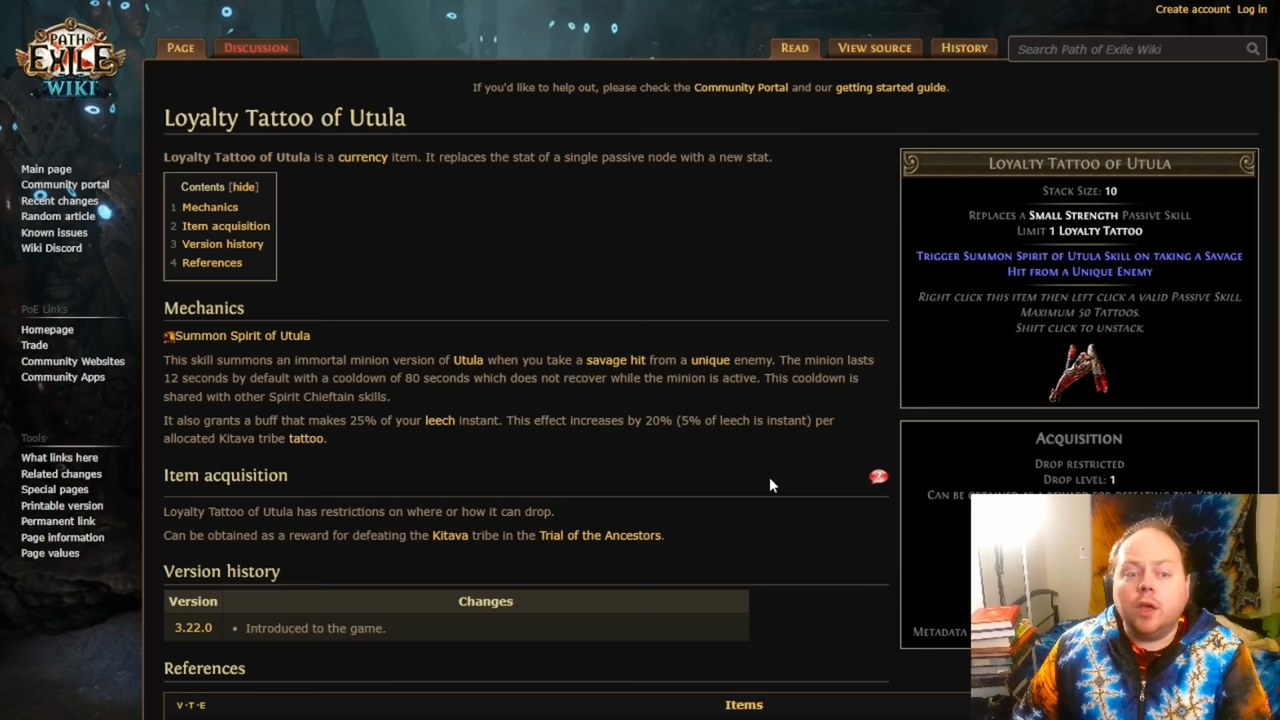 Create account Log in
PATH OF EXILE WIKI
PAGE DISCUSSION READ VIEW SOURCE HISTORY Search Path of Exile Wiki
If you'd like to help out, please check the Community Portal and our getting started guide.
Loyalty Tattoo of Utula
Loyalty Tattoo of Utula is a currency item. It replaces the stat of a single passive node with a new stat.
Contents [hide]
1 Mechanics
2 Item acquisition
3 Version history
4 References
Mechanics
Summon Spirit of Utula
This skill summons an immortal minion version of Utula when you take a savage hit from a unique enemy. The minion lasts
12 seconds by default with a cooldown of 80 seconds which does not recover while the minion is active. This cooldown is
shared with other Spirit Chieftain skills.
It also grants a buff that makes 25% of your leech instant. This effect increases by 20% (5% of leech is instant) per
allocated Kitava tribe tattoo.
Item acquisition
Loyalty Tattoo of Utula has restrictions on where or how it can drop.
Can be obtained as a reward for defeating the Kitava tribe in the Trial of the Ancestors.
Version history
Version Changes
3.22.0 • Introduced to the game.
References
V · T · E Items
Main page
Community portal
Recent changes
Random article
Known issues
Wiki Discord
PoE Links
Homepage
Trade
Community Websites
Community Apps
Tools
What links here
Related changes
Special pages
Printable version
Permanent link
Page information
Page values
LOYALTY TATTOO OF UTULA
STACK SIZE: 10
REPLACES A SMALL STRENGTH PASSIVE SKILL
LIMIT 1 LOYALTY TATTOO
TRIGGER SUMMON SPIRIT OF UTULA SKILL ON TAKING A SAVAGE
HIT FROM A UNIQUE ENEMY
RIGHT CLICK THIS ITEM THEN LEFT CLICK A VALID PASSIVE SKILL.
MAXIMUM 50 TATTOOS.
SHIFT CLICK TO UNSTACK.
ACQUISITION
DROP RESTRICTED
DROP LEVEL: 1
METADATA